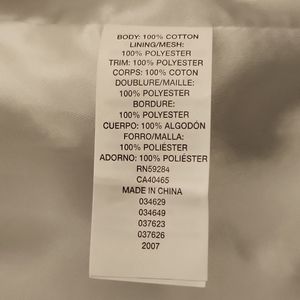 BODY: 100% COTTON
LINING/MESH:
100% POLYESTER
TRIM: 100% POLYESTER
CORPS: 100% COTON
DOUBLURE/MAILLE:
100% POLYESTER
BORDURE:
100% POLYESTER
CUERPO: 100% ALGODÓN
FORRO/MALLA:
100% POLIÉSTER
ADORNO: 100% POLIÉSTER
RN59284
CA40465
MADE IN CHINA
034629
034649
037623
037626
2007